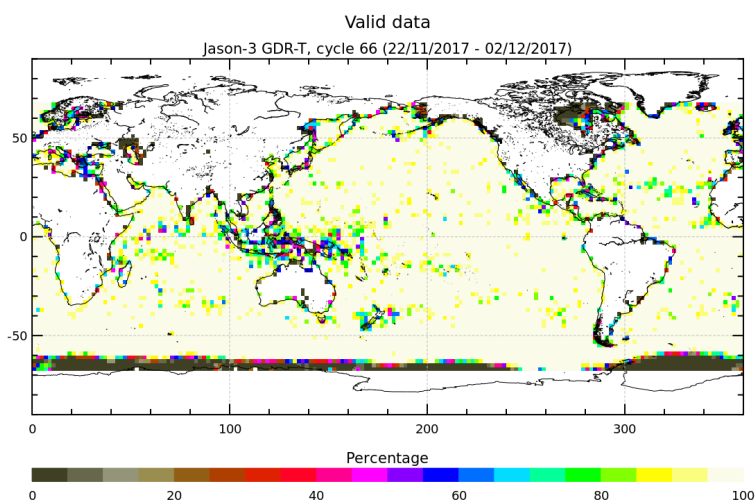 Valid data
Jason-3 GDR-T, cycle 66 (22/11/2017 - 02/12/2017)
50
0
-50
0 100 200 300
Percentage
0 20 40 60 80 100